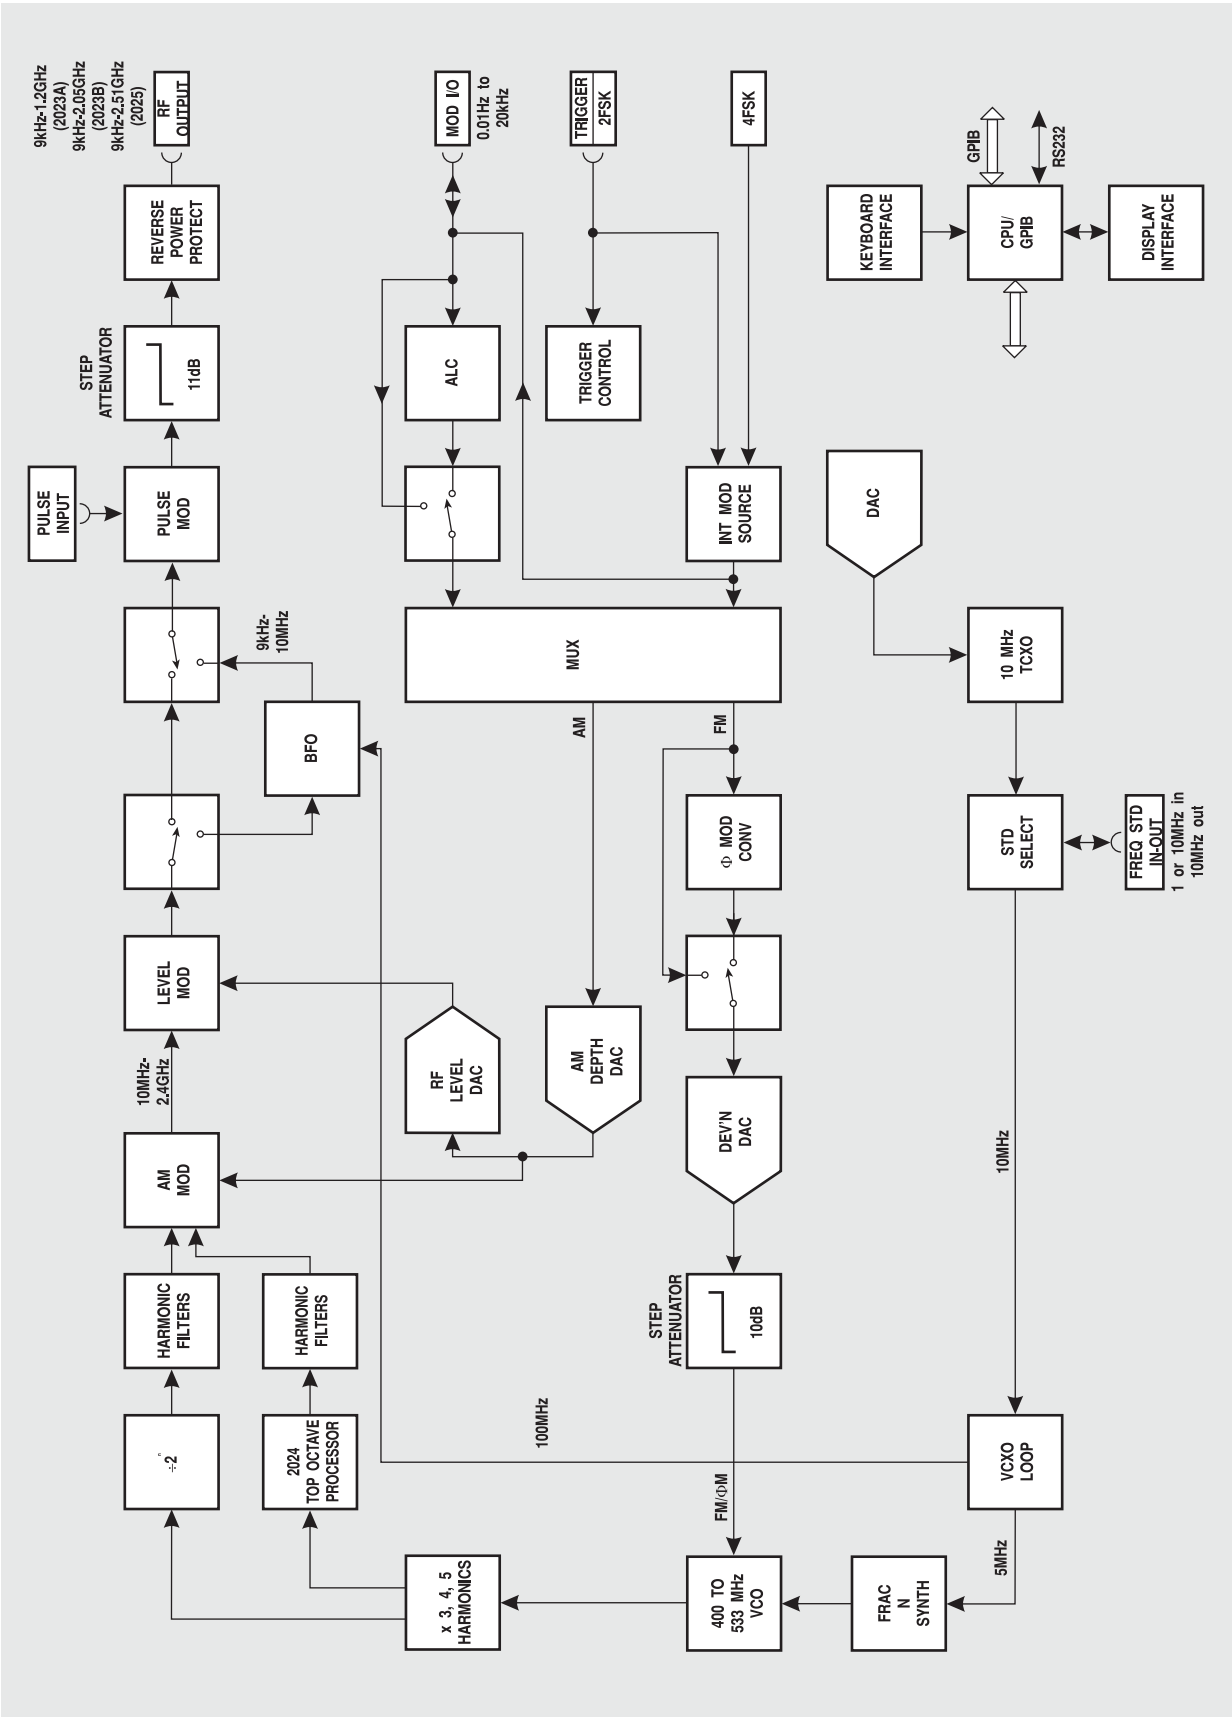 ÷2ⁿ
HARMONIC
FILTERS
AM
MOD
10MHz-
2.4GHz
LEVEL
MOD
PULSE
INPUT
PULSE
MOD
STEP
ATTENUATOR
11dB
REVERSE
POWER
PROTECT
RF
OUTPUT
9kHz-1.2GHz
(2023A)
9kHz-2.05GHz
(2023B)
9kHz-2.51GHz
(2025)
2024
TOP OCTAVE
PROCESSOR
HARMONIC
FILTERS
BFO
9kHz-
10MHz
x 3, 4, 5
HARMONICS
100MHz
RF
LEVEL
DAC
AM
DEPTH
DAC
AM
MUX
ALC
MOD I/O
0.01Hz to
20kHz
TRIGGER
CONTROL
TRIGGER
2FSK
400 TO
533 MHz
VCO
FM/ΦM
STEP
ATTENUATOR
10dB
DEV'N
DAC
Φ MOD
CONV
FM
INT MOD
SOURCE
4FSK
FRAC
N
SYNTH
5MHz
VCXO
LOOP
10MHz
STD
SELECT
FREQ STD
IN-OUT
1 or 10MHz in
10MHz out
10 MHz
TCXO
DAC
KEYBOARD
INTERFACE
CPU/
GPIB
GPIB
RS232
DISPLAY
INTERFACE